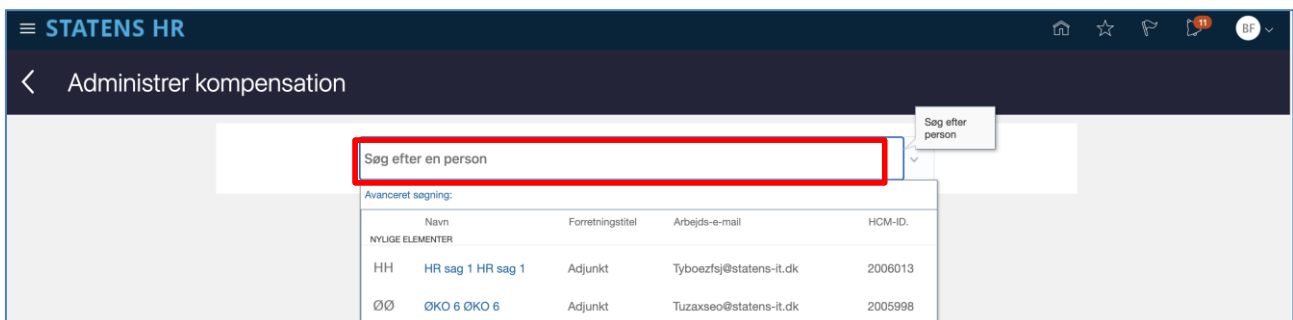 STATENS HR
11
BF
Administrer kompensation
Søg efter
person
Søg efter en person
Avanceret søgning:
Navn Forretningstitel Arbejds-e-mail HCM-ID.
NYLIGE ELEMENTER
HH HR sag 1 HR sag 1 Adjunkt Tyboezfsj@statens-it.dk 2006013
ØØ ØKO 6 ØKO 6 Adjunkt Tuzaxseo@statens-it.dk 2005998